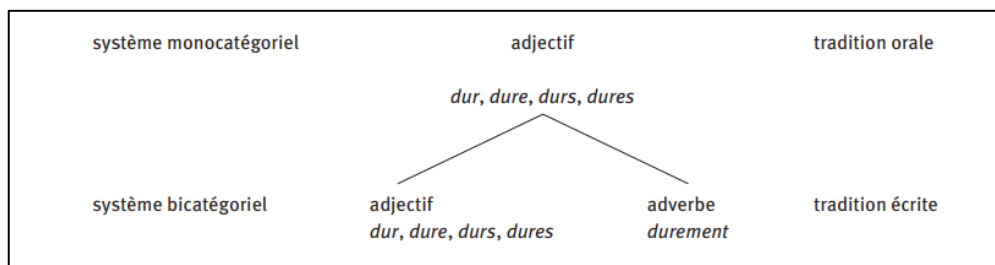 système monocatégoriel adjectif tradition orale
dur, dure, durs, dures
système bicatégoriel adjectif adverbe tradition écrite
dur, dure, durs, dures durement